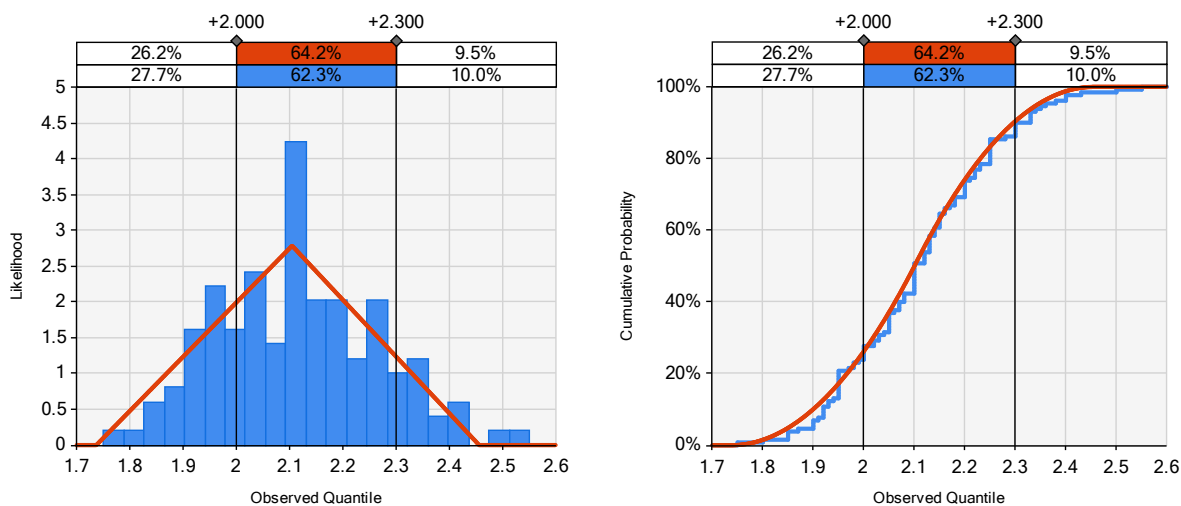 +2.000 +2.300
26.2% 64.2% 9.5%
27.7% 62.3% 10.0%
5
4.5
4
3.5
3
2.5
2
1.5
1
0.5
0
Likelihood
1.7 1.8 1.9 2 2.1 2.2 2.3 2.4 2.5 2.6
Observed Quantile
+2.000 +2.300
26.2% 64.2% 9.5%
27.7% 62.3% 10.0%
100%
80%
60%
40%
20%
0%
Cumulative Probability
1.7 1.8 1.9 2 2.1 2.2 2.3 2.4 2.5 2.6
Observed Quantile